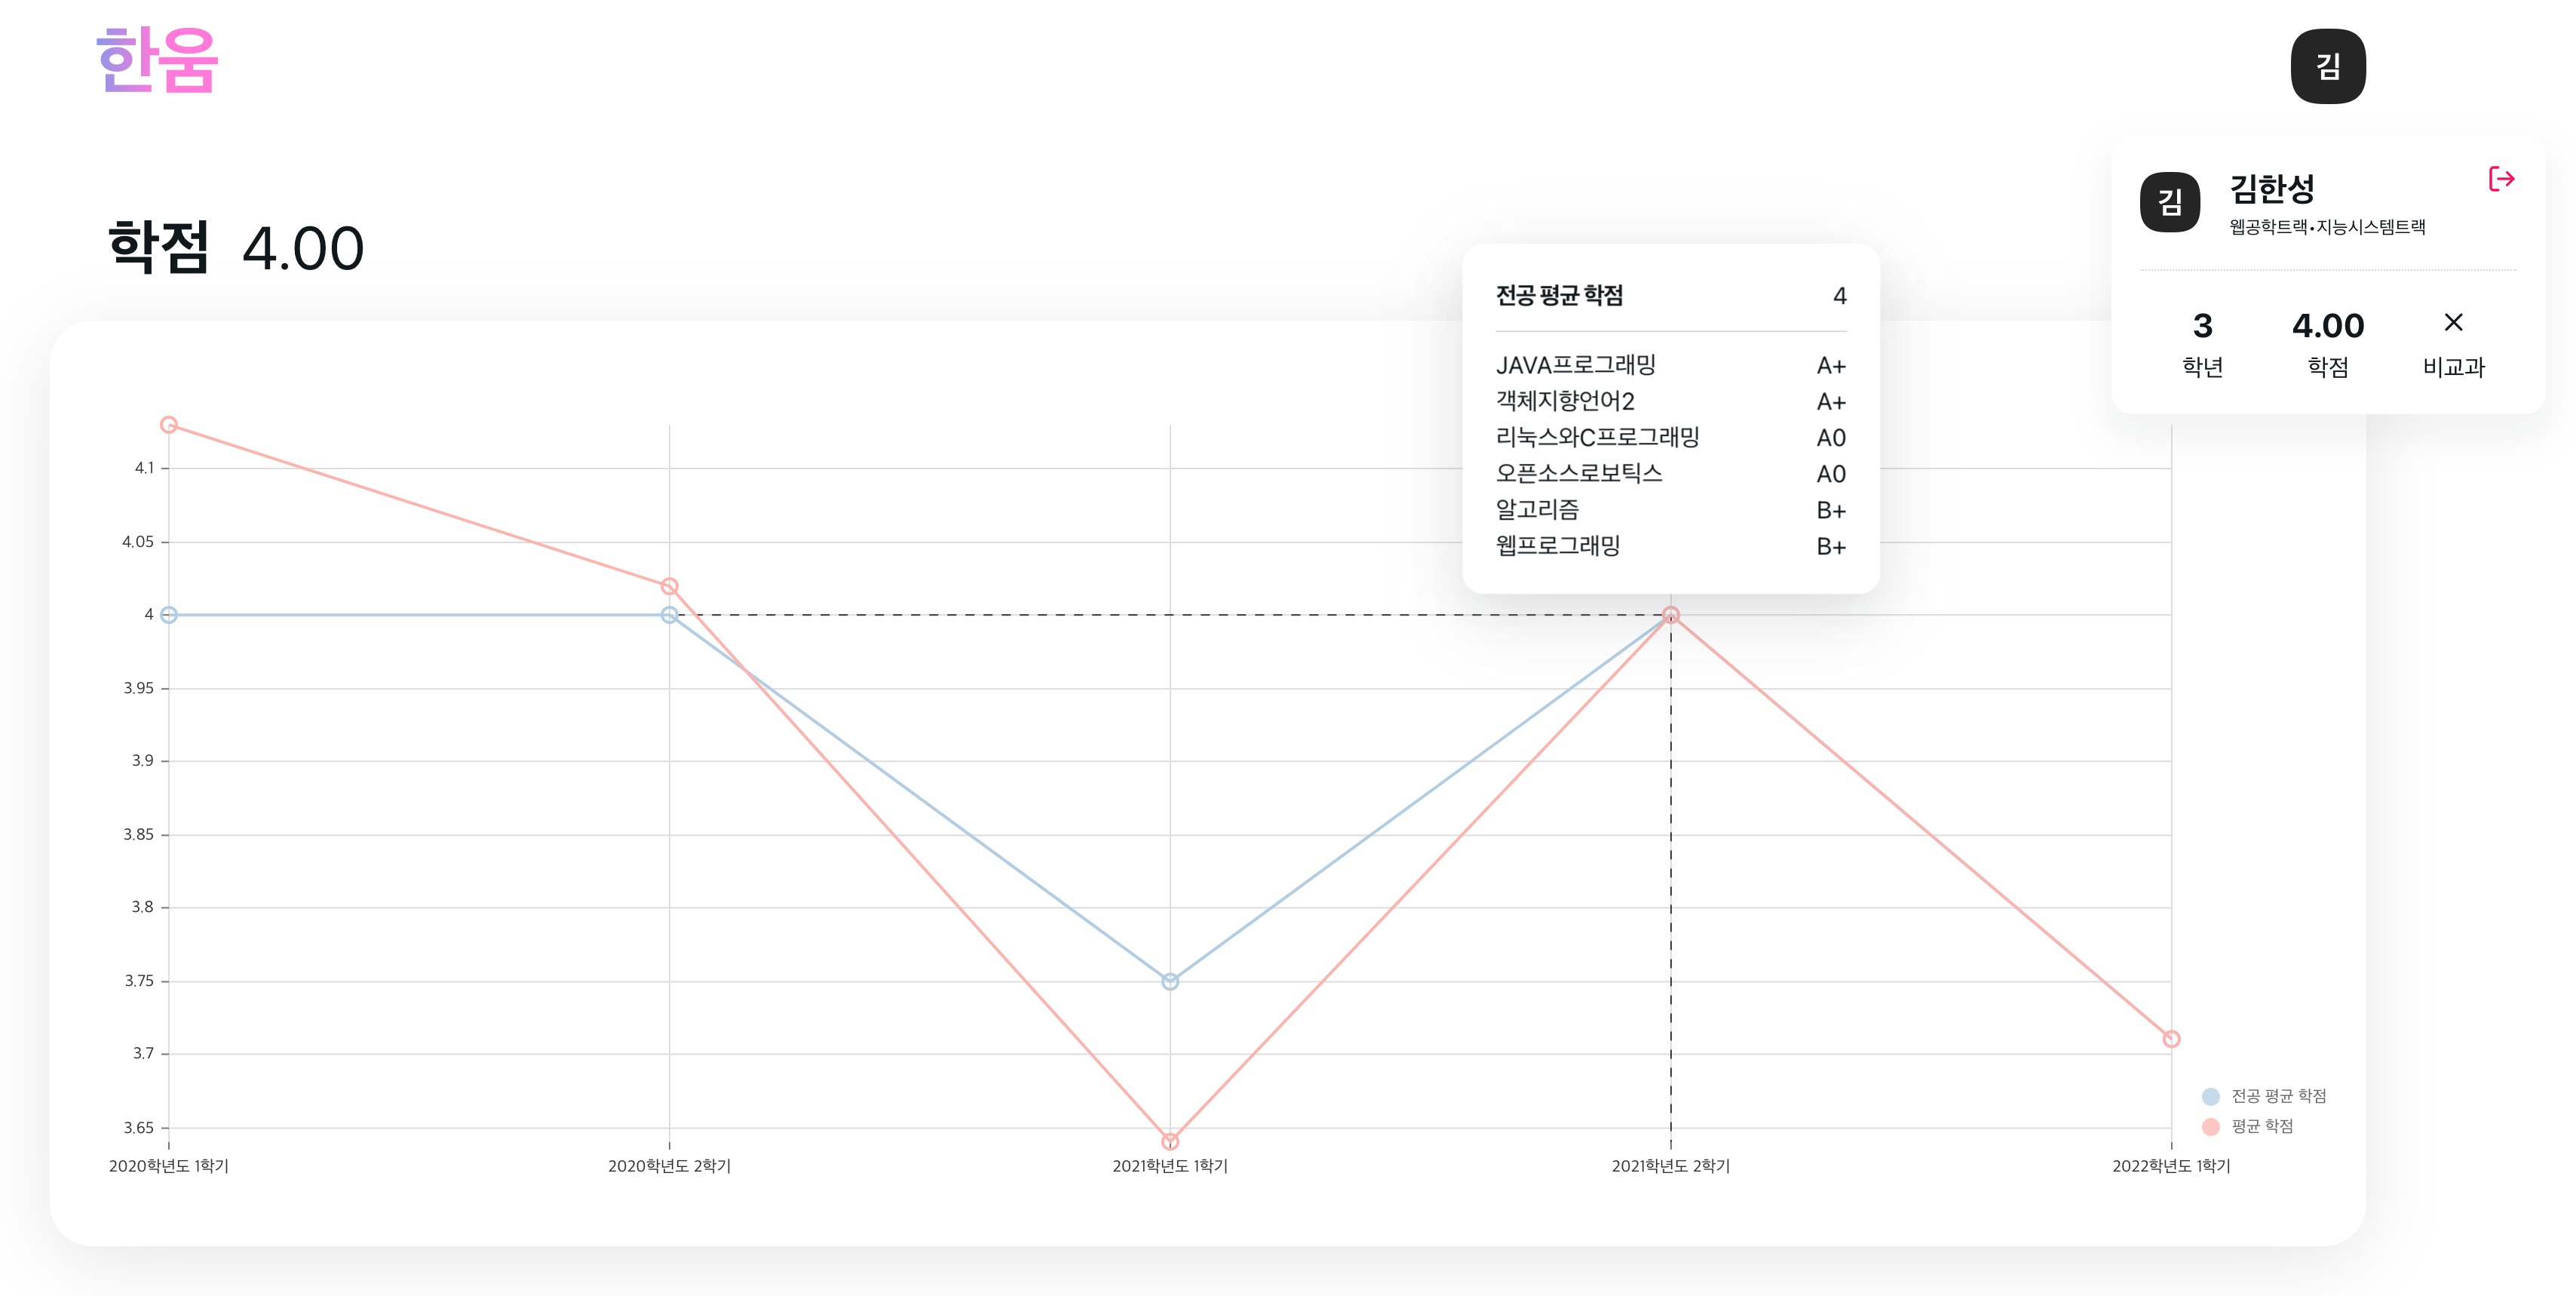 한움
김
김
김한성
웹공학트랙•지능시스템트랙
3
학년
4.00
학점
비교과
학점 4.00
전공 평균 학점 4
JAVA프로그래밍 A+
객체지향언어2 A+
리눅스와C프로그래밍 A0
오픈소스로보틱스 A0
알고리즘 B+
웹프로그래밍 B+
4.1
4.05
4
3.95
3.9
3.85
3.8
3.75
3.7
3.65
2020학년도 1학기
2020학년도 2학기
2021학년도 1학기
2021학년도 2학기
2022학년도 1학기
전공 평균 학점
평균 학점